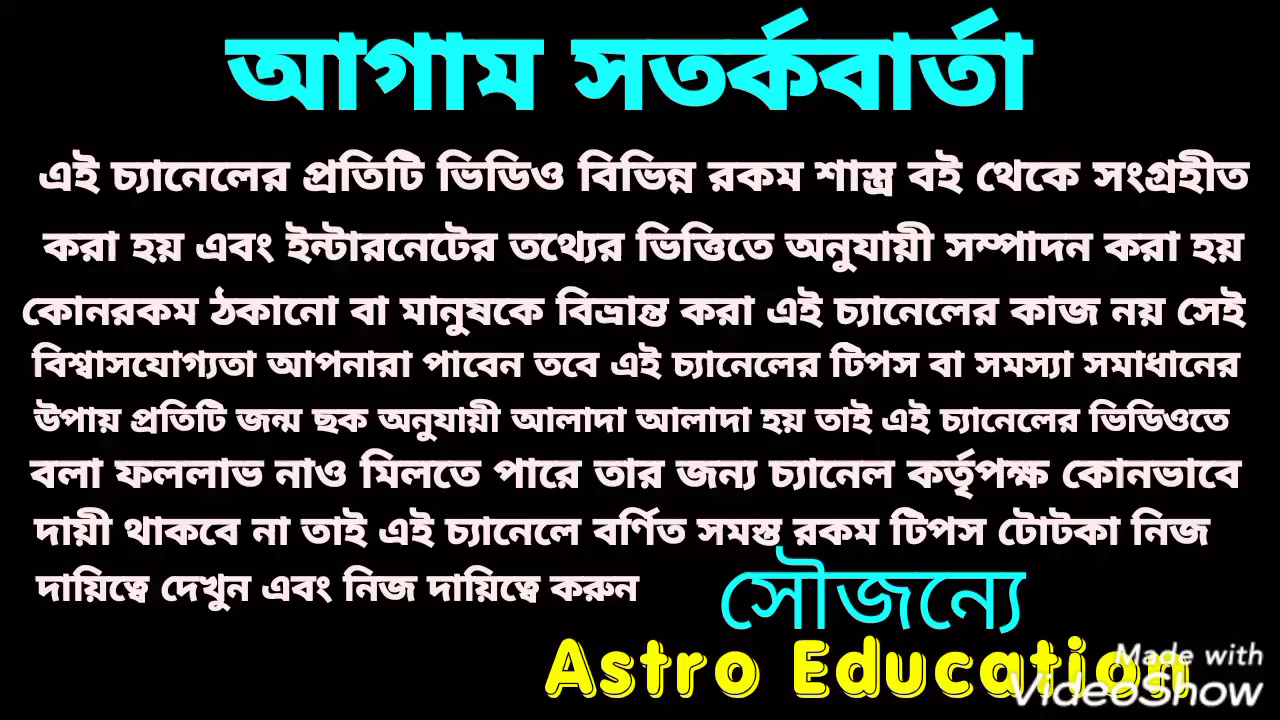 আগাম সতর্কবার্তা
এই চ্যানেলের প্রতিটি ভিডিও বিভিন্ন রকম শাস্ত্র বই থেকে সংগ্রহীত
করা হয় এবং ইন্টারনেটের তথ্যের ভিত্তিতে অনুযায়ী সম্পাদন করা হয়
কোনরকম ঠকানো বা মানুষকে বিভ্রান্ত করা এই চ্যানেলের কাজ নয় সেই
বিশ্বাসযোগ্যতা আপনারা পাবেন তবে এই চ্যানেলের টিপস বা সমস্যা সমাধানের
উপায় প্রতিটি জন্ম ছক অনুযায়ী আলাদা আলাদা হয় তাই এই চ্যানেলের ভিডিওতে
বলা ফললাভ নাও মিলতে পারে তার জন্য চ্যানেল কর্তৃপক্ষ কোনভাবে
দায়ী থাকবে না তাই এই চ্যানেলে বর্ণিত সমস্ত রকম টিপস টোটকা নিজ
দায়িত্বে দেখুন এবং নিজ দায়িত্বে করুন
সৌজন্যে
Astro Education
Made with
VideoShow